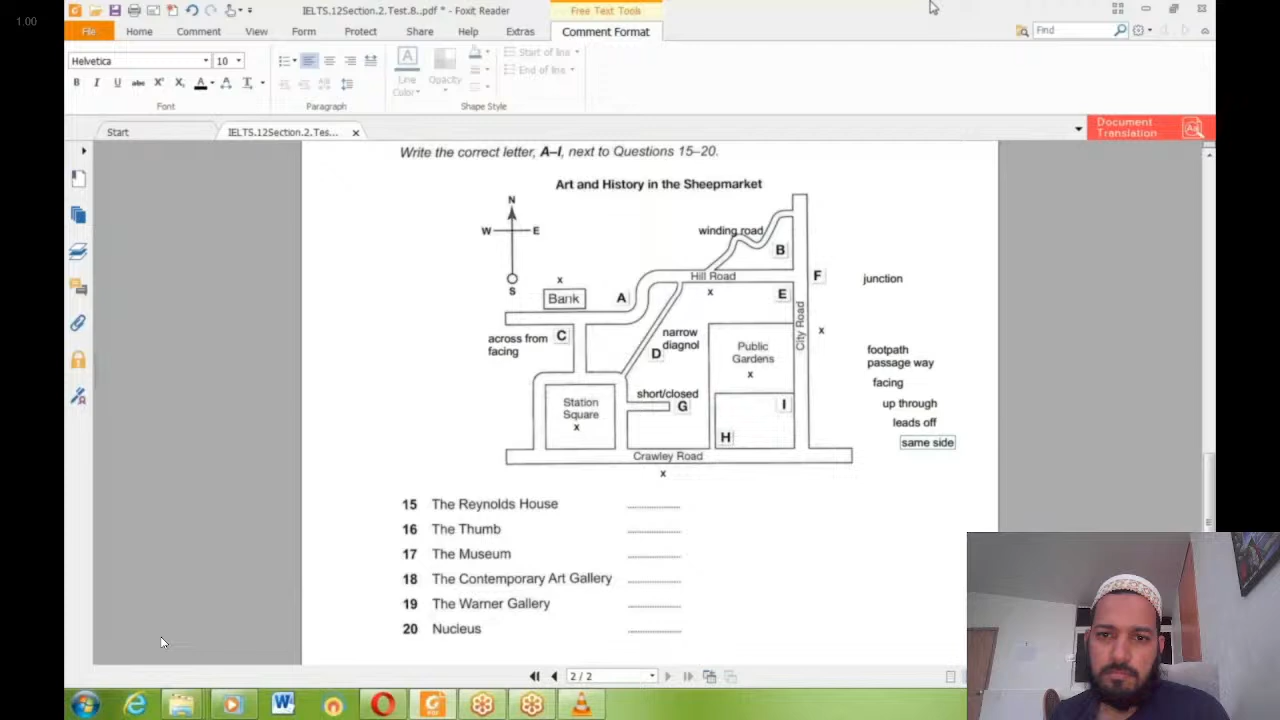 1.00
IELTS.12Section.2.Test.8..pdf * - Foxit Reader
Free Text Tools
File Home Comment View Form Protect Share Help Extras Comment Format
Find
Helvetica 10
Start of line
End of line
Line Color
Opacity
Font
Paragraph
Shape Style
Start
IELTS.12Section.2.Tes...
Document Translation
Write the correct letter, A–I, next to Questions 15–20.
Art and History in the Sheepmarket
N
W E
S
winding road
B
x
Hill Road
F
junction
Bank
A
x
E
across from
facing
C
narrow
diagnol
D
City Road
x
Public
Gardens
x
footpath
passage way
facing
short/closed
G
Station
Square
x
I
up through
leads off
H
same side
Crawley Road
x
15 The Reynolds House
16 The Thumb
17 The Museum
18 The Contemporary Art Gallery
19 The Warner Gallery
20 Nucieus
2 / 2